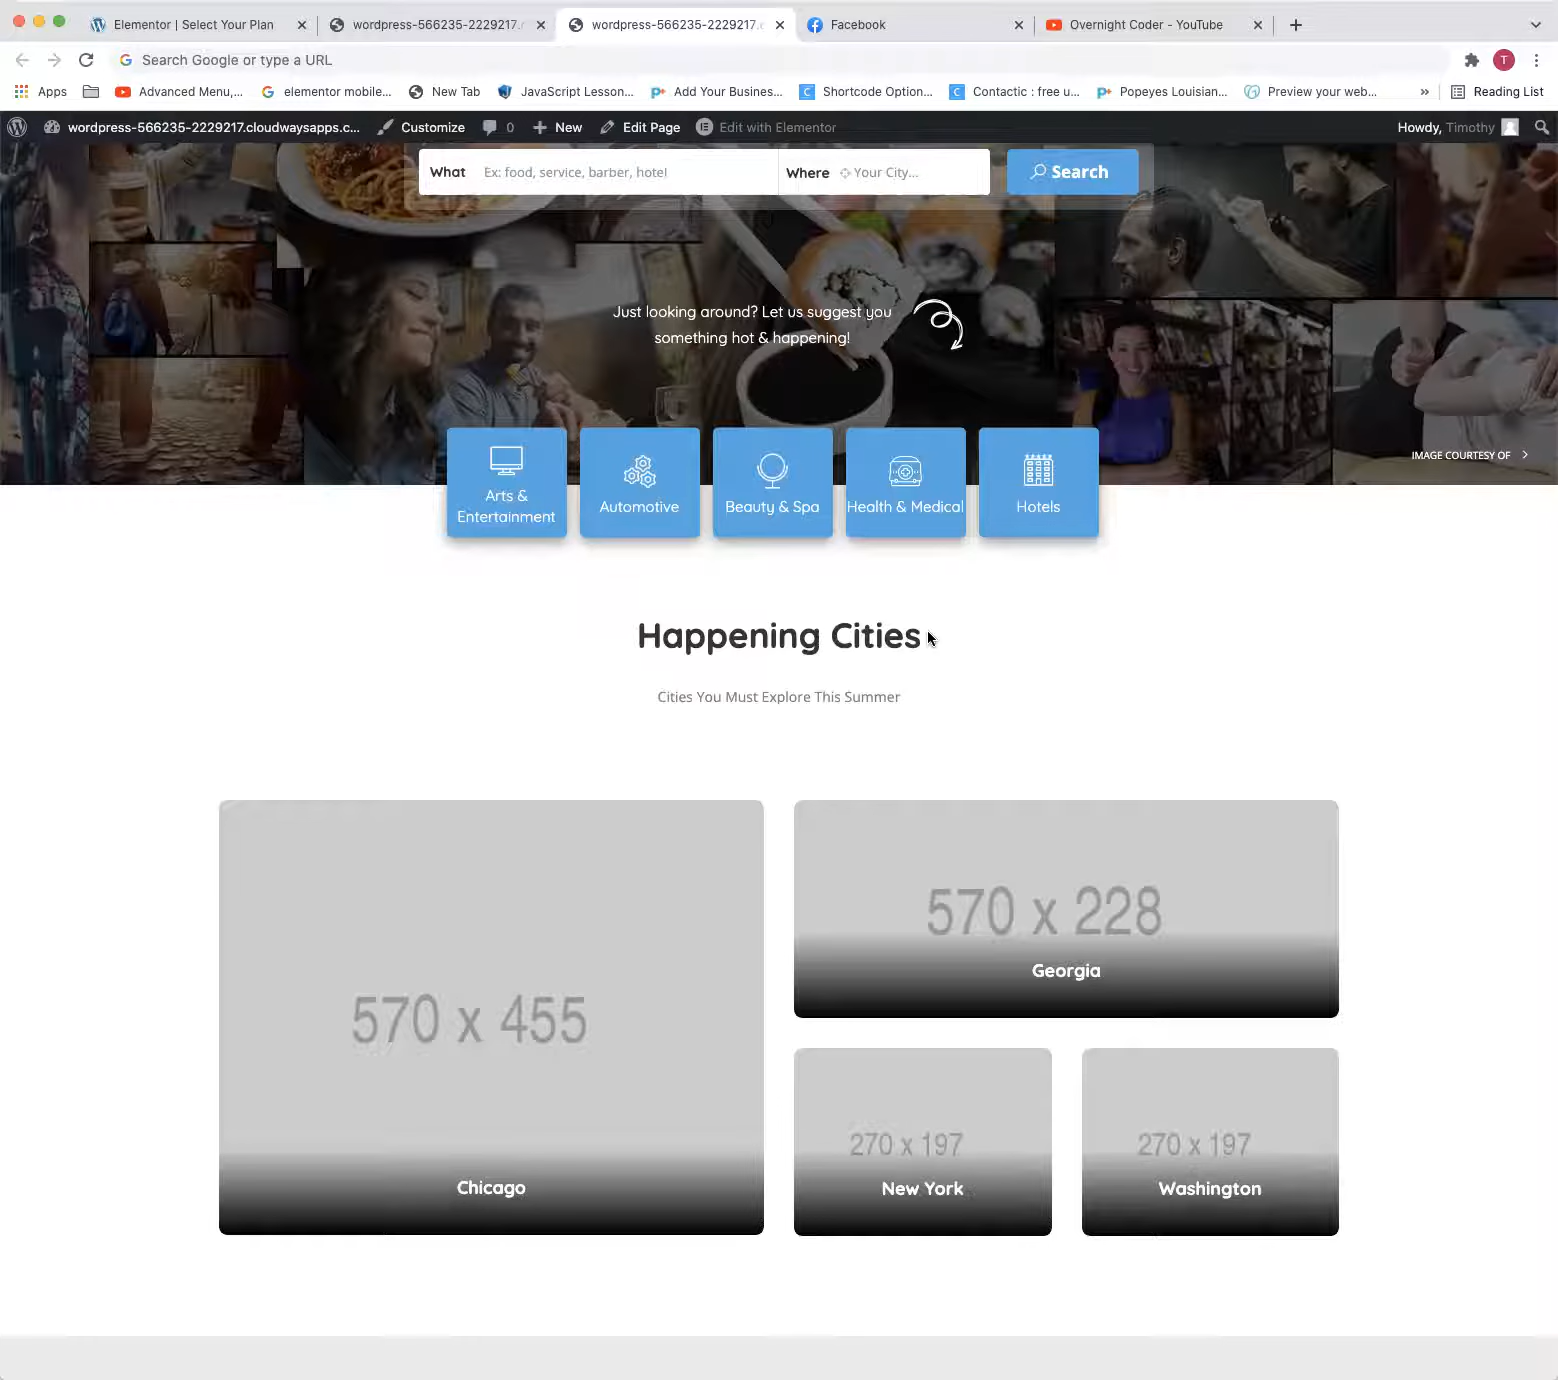 Elementor | Select Your Plan
wordpress-566235-2229217.
wordpress-566235-2229217.
Facebook
Overnight Coder - YouTube
Search Google or type a URL
T
Apps
Advanced Menu,...
elementor mobile...
New Tab
JavaScript Lesson...
Add Your Busines...
Shortcode Option...
Contactic : free u...
Popeyes Louisian...
Preview your web...
»
Reading List
wordpress-566235-2229217.cloudwaysapps.c...
Customize
0
New
Edit Page
Edit with Elementor
Howdy, Timothy
What
Ex: food, service, barber, hotel
Where
Your City...
Search
Just looking around? Let us suggest you
something hot & happening!
IMAGE COURTESY OF
Arts &
Entertainment
Automotive
Beauty & Spa
Health & Medical
Hotels
Happening Cities
Cities You Must Explore This Summer
570 x 455
Chicago
570 x 228
Georgia
270 x 197
New York
270 x 197
Washington